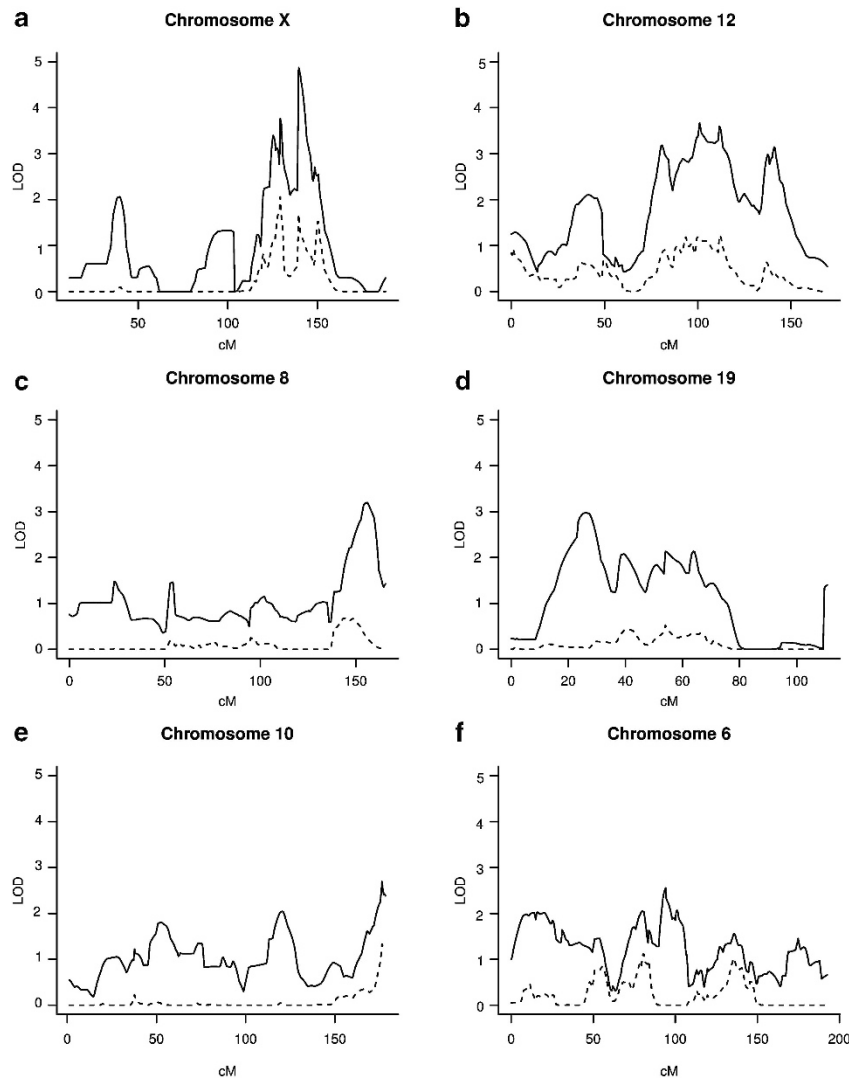 a Chromosome X
5
4
3
2
1
0
LOD
50 100 150
cM
b Chromosome 12
5
4
3
2
1
0
LOD
0 50 100 150
cM
c Chromosome 8
5
4
3
2
1
0
LOD
0 50 100 150
cM
d Chromosome 19
5
4
3
2
1
0
LOD
0 20 40 60 80 100
cM
e Chromosome 10
5
4
3
2
1
0
LOD
0 50 100 150
cM
f Chromosome 6
5
4
3
2
1
0
LOD
0 50 100 150 200
cM